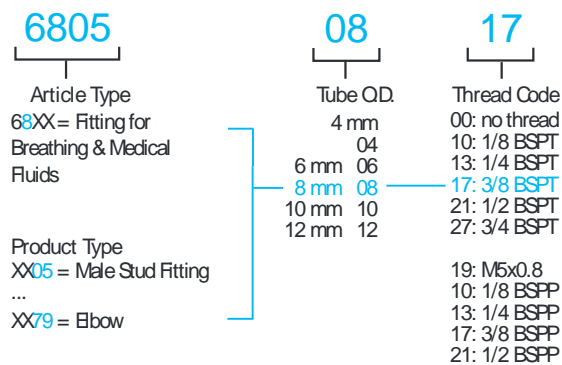 6805 08 17
Article Type
68XX = Fitting for
Breathing & Medical
Fluids
Product Type
XX05 = Male Stud Fitting
...
XX79 = Elbow
Tube O.D.
4 mm
04
6 mm 06
8 mm 08
10 mm 10
12 mm 12
Thread Code
00: no thread
10: 1/8 BSPT
13: 1/4 BSPT
17: 3/8 BSPT
21: 1/2 BSPT
27: 3/4 BSPT
19: M5x0.8
10: 1/8 BSPP
13: 1/4 BSPP
17: 3/8 BSPP
21: 1/2 BSPP